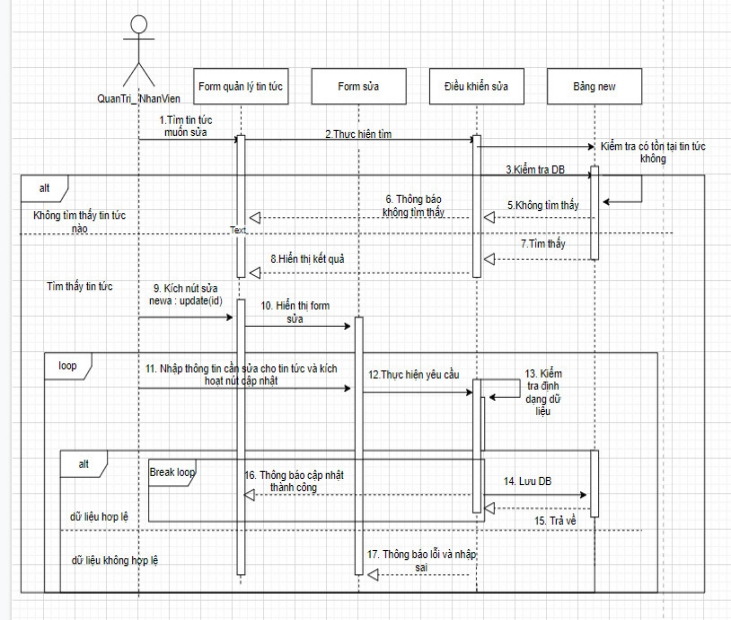 QuanTri_NhanVien
Form quản lý tin tức
Form sửa
Điều khiển sửa
Bảng new
1.Tìm tin tức
muốn sửa
2.Thưc hiện tìm
Kiểm tra có tồn tại tin tức
không
3.Kiểm tra DB
alt
Không tìm thấy tin tức
nào
6. Thông báo
không tìm thấy
5.Không tìm thấy
Text
7.Tìm thấy
8.Hiển thị kết quả
Tìm thấy tin tức
9. Kích nút sửa
newa : update(id)
10. Hiển thị form
sửa
loop
11. Nhập thông tin cần sửa cho tin tức và kích
hoạt nút cập nhật
12.Thực hiện yêu cầu
13. Kiểm
tra định
dạng dữ
liệu
alt
Break loop
16. Thông báo cập nhật
thành công
14. Lưu DB
15. Trả về
dữ liệu hợp lệ
dữ liệu không hợp lệ
17. Thông báo lỗi và nhập
sai